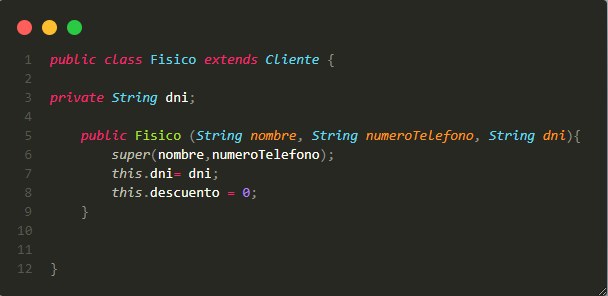 1 public class Fisico extends Cliente {
2
3 private String dni;
4
5 public Fisico (String nombre, String numeroTelefono, String dni){
6 super(nombre,numeroTelefono);
7 this.dni= dni;
8 this.descuento = 0;
9 }
10
11
12 }